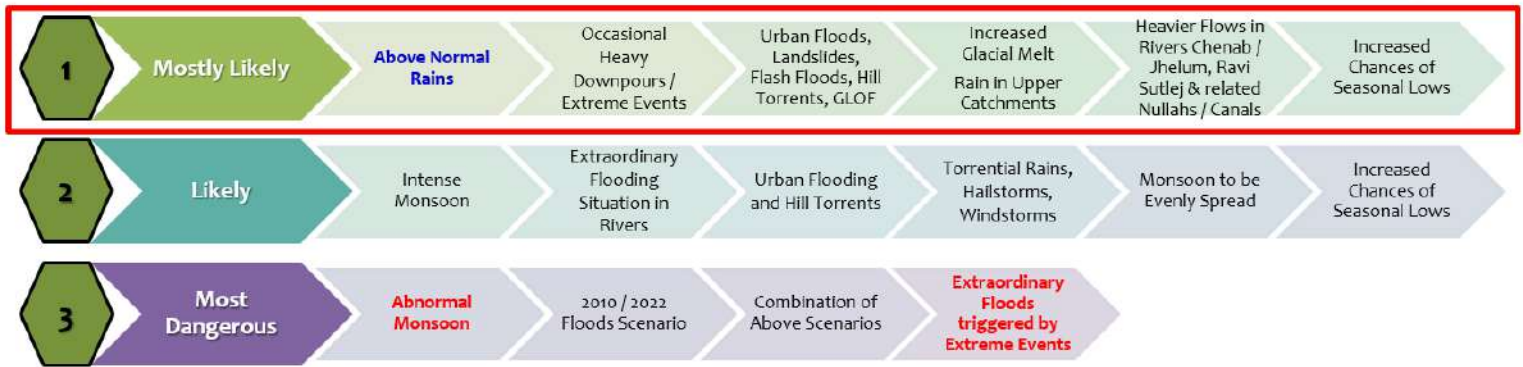 1
Mostly Likely
Above Normal
Rains
Occasional
Heavy
Downpours /
Extreme Events
Urban Floods,
Landslides,
Flash Floods, Hill
Torrents, GLOF
Increased
Glacial Melt
Rain in Upper
Catchments
Heavier Flows in
Rivers Chenab /
Jhelum, Ravi
Sutlej & related
Nullahs / Canals
Increased
Chances of
Seasonal Lows
2
Likely
Intense
Monsoon
Extraordinary
Flooding
Situation in
Rivers
Urban Flooding
and Hill Torrents
Torrential Rains,
Hailstorms,
Windstorms
Monsoon to be
Evenly Spread
Increased
Chances of
Seasonal Lows
3
Most
Dangerous
Abnormal
Monsoon
2010 / 2022
Floods Scenario
Combination of
Above Scenarios
Extraordinary
Floods
triggered by
Extreme Events